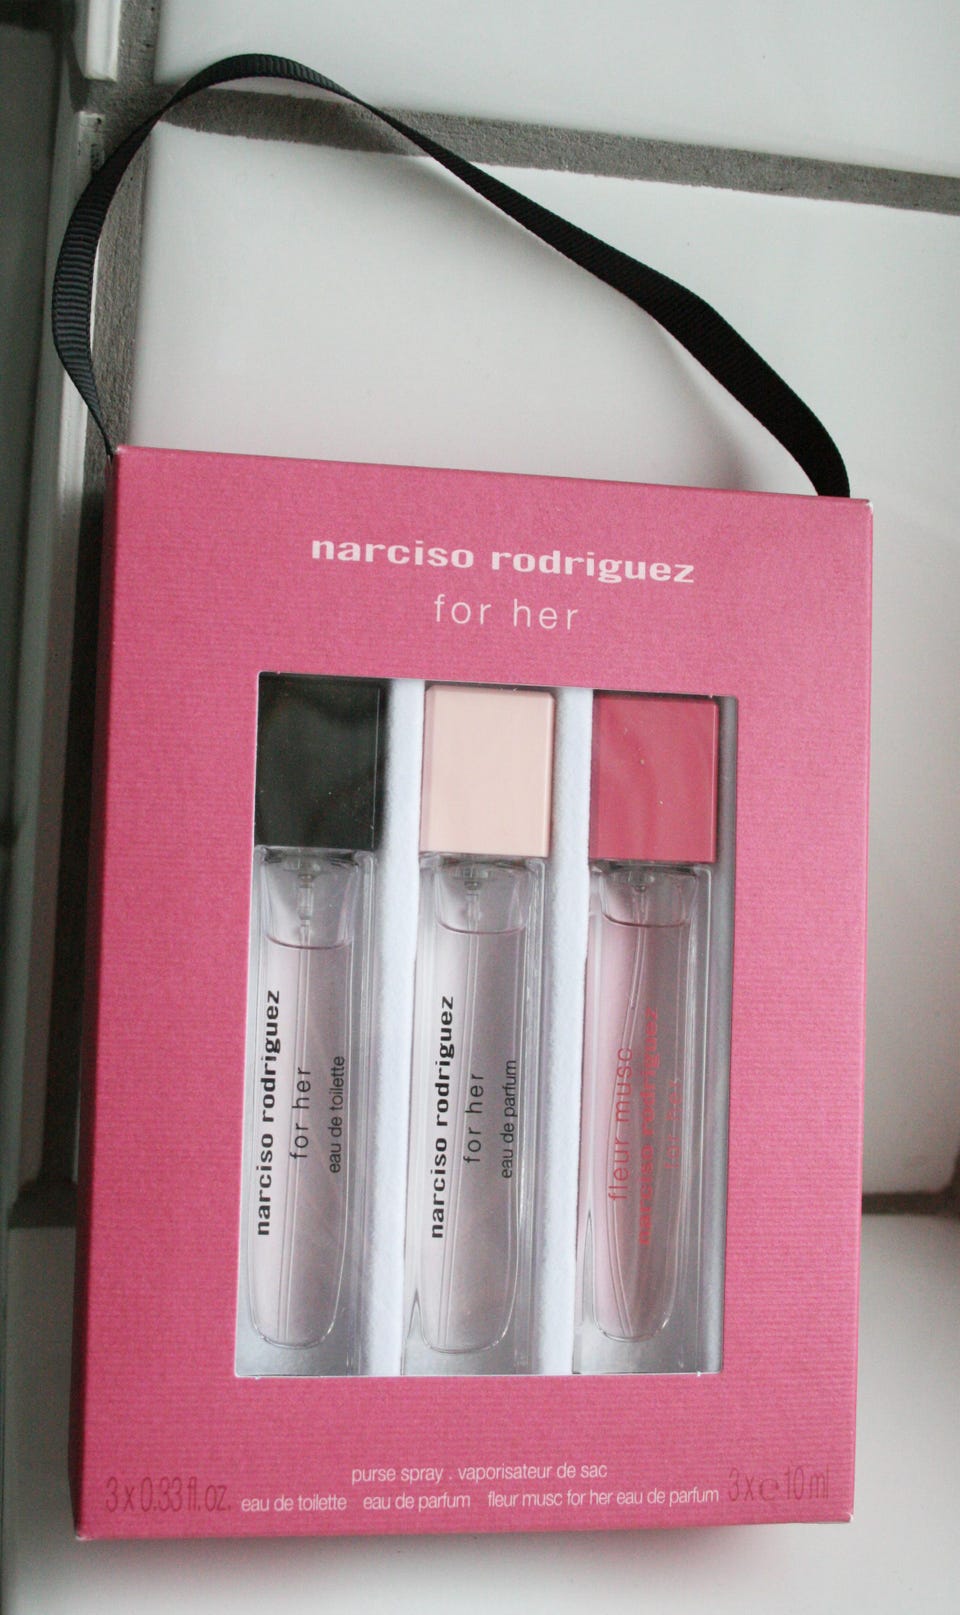 narciso rodriguez
for her
narciso rodriguez
for her
eau de toilette
narciso rodriguez
for her
eau de parfum
fleur musc
narciso rodriguez
for her
purse spray . vaporisateur de sac
3 x 0.33 fl. oz. eau de toilette eau de parfum fleur musc for her eau de parfum 3 x e 10 ml